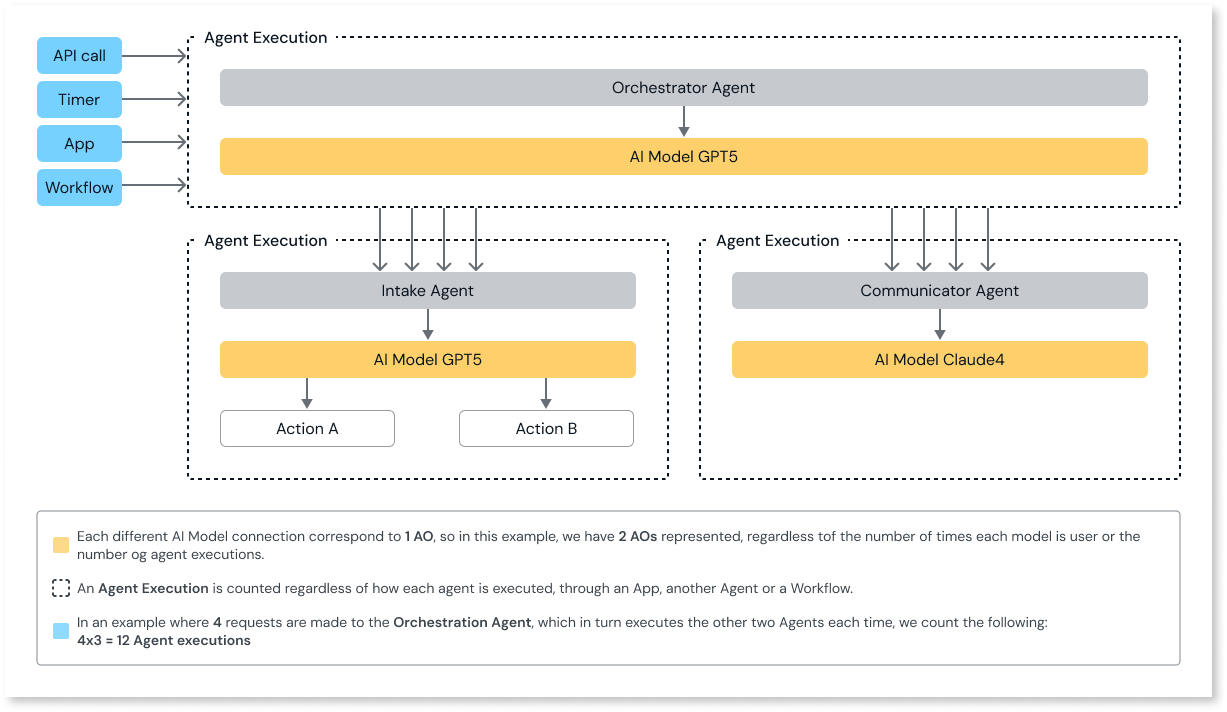 API call
Timer
App
Workflow
Agent Execution
Orchestrator Agent
AI Model GPT5
Agent Execution
Intake Agent
AI Model GPT5
Action A
Action B
Agent Execution
Communicator Agent
AI Model Claude4
Each different AI Model connection correspond to 1 AO, so in this example, we have 2 AOs represented, regardless tof the number of times each model is user or the
number og agent executions.
An Agent Execution is counted regardless of how each agent is executed, through an App, another Agent or a Workflow.
In an example where 4 requests are made to the Orchestration Agent, which in turn executes the other two Agents each time, we count the following:
4x3 = 12 Agent executions